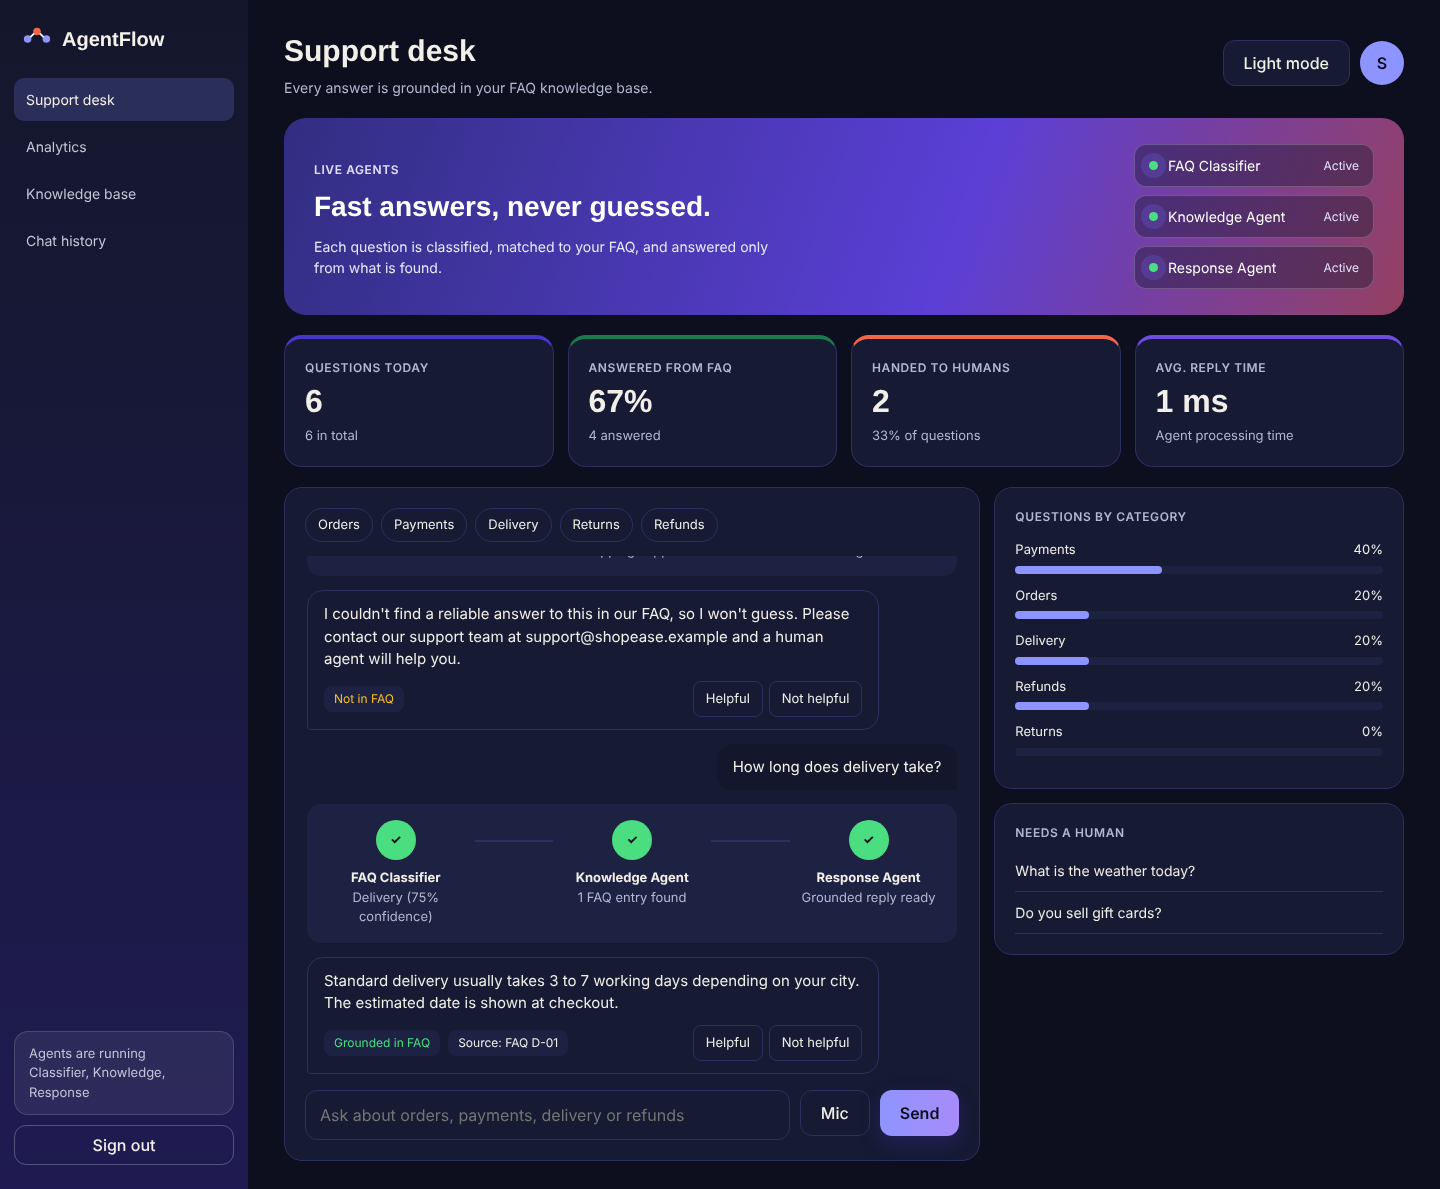 AgentFlow
Support desk
Analytics
Knowledge base
Chat history
Agents are running
Classifier, Knowledge,
Response
Sign out
Support desk
Every answer is grounded in your FAQ knowledge base.
Light mode
S
LIVE AGENTS
Fast answers, never guessed.
Each question is classified, matched to your FAQ, and answered only
from what is found.
FAQ Classifier Active
Knowledge Agent Active
Response Agent Active
QUESTIONS TODAY
6
6 in total
ANSWERED FROM FAQ
67%
4 answered
HANDED TO HUMANS
2
33% of questions
AVG. REPLY TIME
1 ms
Agent processing time
Orders Payments Delivery Returns Refunds
I couldn't find a reliable answer to this in our FAQ, so I won't guess. Please
contact our support team at support@shopease.example and a human
agent will help you.
Not in FAQ Helpful Not helpful
How long does delivery take?
FAQ Classifier
Delivery (75%
confidence)
Knowledge Agent
1 FAQ entry found
Response Agent
Grounded reply ready
Standard delivery usually takes 3 to 7 working days depending on your city.
The estimated date is shown at checkout.
Grounded in FAQ Source: FAQ D-01 Helpful Not helpful
Ask about orders, payments, delivery or refunds Mic Send
QUESTIONS BY CATEGORY
Payments 40%
Orders 20%
Delivery 20%
Refunds 20%
Returns 0%
NEEDS A HUMAN
What is the weather today?
Do you sell gift cards?